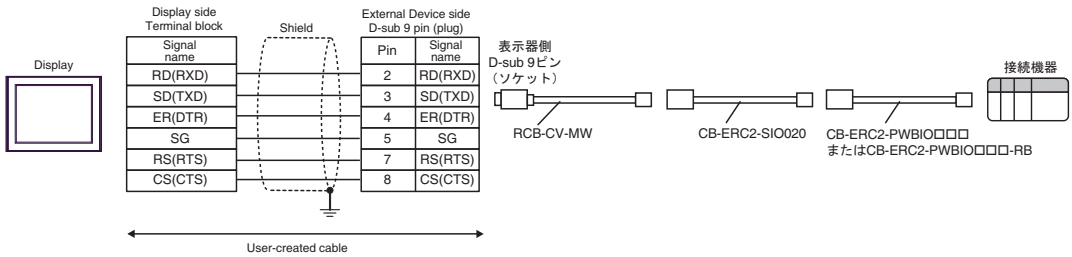 Display
Display side
Terminal block
Signal
name
RD(RXD)
SD(TXD)
ER(DTR)
SG
RS(RTS)
CS(CTS)
Shield
External Device side
D-sub 9 pin (plug)
Pin
Signal
name
2 RD(RXD)
3 SD(TXD)
4 ER(DTR)
5 SG
7 RS(RTS)
8 CS(CTS)
User-created cable
表示器側
D-sub 9ピン
（ソケット）
RCB-CV-MW
CB-ERC2-SIO020
CB-ERC2-PWBIO□□□
またはCB-ERC2-PWBIO□□□-RB
接続機器